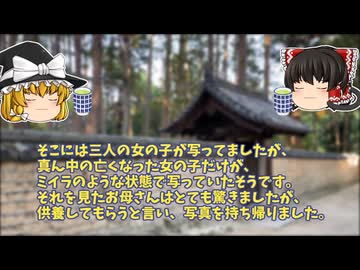 そこには三人の女の子が写ってましたが、
真ん中の亡くなった女の子だけが、
ミイラのような状態で写っていたそうです。
それを見たお母さんはとても驚きましたが、
供養してもらうと言い、写真を持ち帰りました。